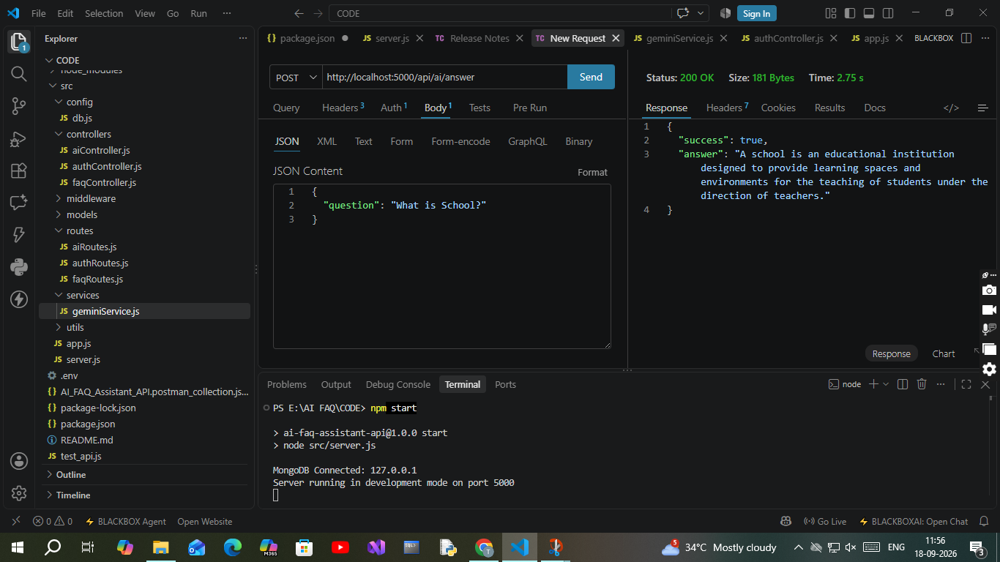 File Edit Selection View Go Run ··· CODE Sign In
Explorer ···
package.json server.js Release Notes New Request geminiService.js authController.js app.js BLACKBOX ···
CODE
node_modules
src
config
JS db.js
controllers
JS aiController.js
JS authController.js
JS faqController.js
middleware
models
routes
JS aiRoutes.js
JS authRoutes.js
JS faqRoutes.js
services
JS geminiService.js
utils
JS app.js
JS server.js
.env
{} AI_FAQ_Assistant_API.postman_collection.js...
{} package-lock.json
{} package.json
README.md
JS test_api.js
Outline
Timeline
POST http://localhost:5000/api/ai/answer Send
Query Headers 3 Auth 1 Body 1 Tests Pre Run
JSON XML Text Form Form-encode GraphQL Binary
JSON Content Format
1 {
2 "question": "What is School?"
3 }
Status: 200 OK Size: 181 Bytes Time: 2.75 s
Response Headers 7 Cookies Results Docs </>
1 {
2 "success": true,
3 "answer": "A school is an educational institution
designed to provide learning spaces and
environments for the teaching of students under the
direction of teachers."
4 }
Response Chart
Problems Output Debug Console Terminal Ports node
PS E:\AI FAQ\CODE> npm start
> ai-faq-assistant-api@1.0.0 start
> node src/server.js
MongoDB Connected: 127.0.0.1
Server running in development mode on port 5000
0 0 BLACKBOX Agent Open Website Go Live BLACKBOXAI: Open Chat
34°C Mostly cloudy ENG 11:56
18-09-2026